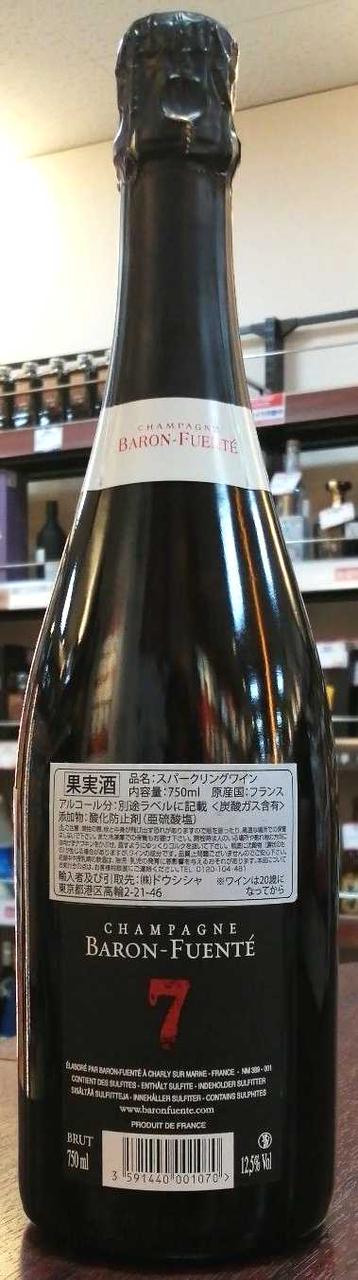 CHAMPAGNE
BARON-FUENTÉ
果実酒
品名:スパークリングワイン
内容量:750ml 原産国:フランス
アルコール分:別途ラベルに記載 <炭酸ガス含有>
添加物:酸化防止剤(亜硫酸塩)
TEL 0120-104-481
輸入者及び引取先:(株)ドウシシャ
東京都港区高輪2-21-46
※ワインは20歳に
なってから
CHAMPAGNE
BARON-FUENTÉ
7
ÉLABORÉ PAR BARON-FUENTÉ À CHARLY SUR MARNE - FRANCE - NM 309 - 001
CONTIENT DES SULFITES - ENTHÄLT SULFITE - INDEHOLDER SULFITTER
SISÄLTÄÄ SULFIITTEJA - INNEHÅLLER SULFITER - CONTAINS SULPHITES
www.baronfuente.com
PRODUIT DE FRANCE
BRUT
750 ml
3 591440 001070
12,5% Vol